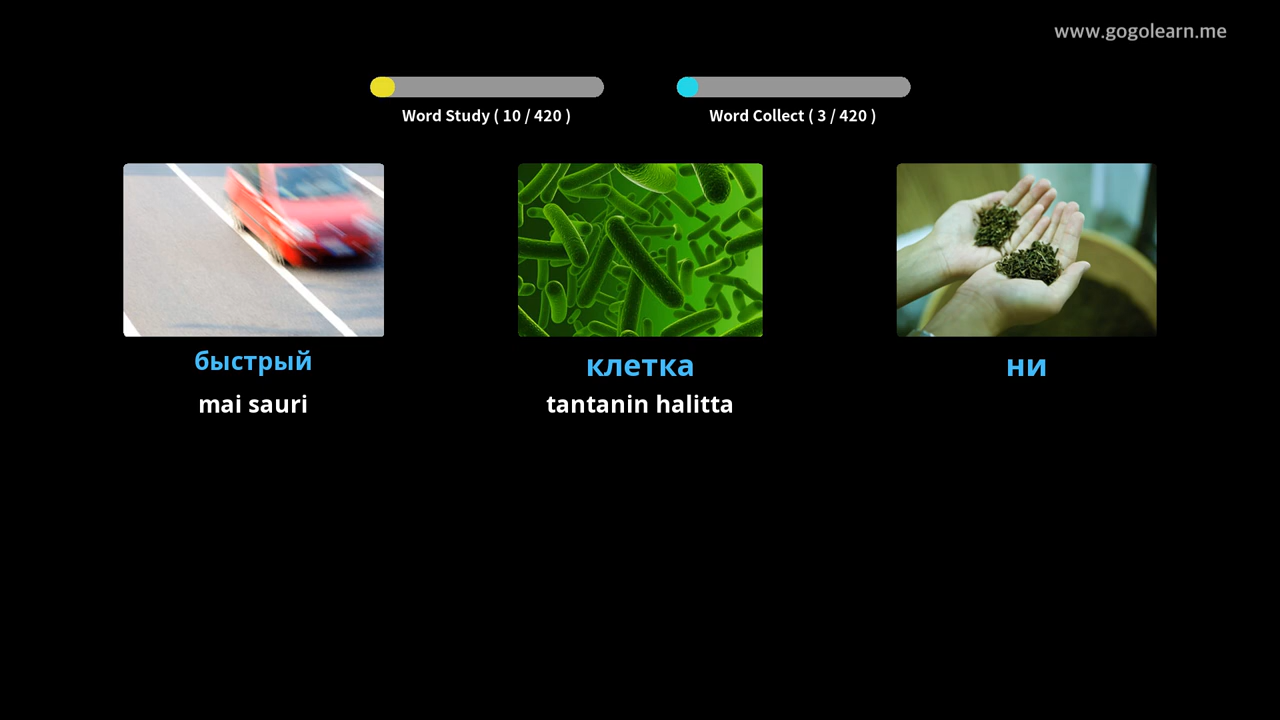 www.gogolearn.me
Word Study ( 10 / 420 )
Word Collect ( 3 / 420 )
быстрый
клетка
ни
mai sauri
tantanin halitta